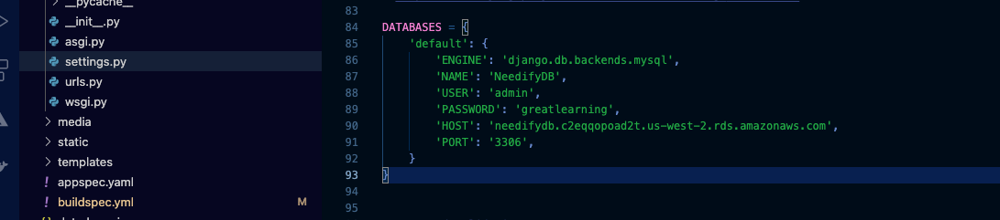 __pycache__
__init__.py
asgi.py
settings.py
urls.py
wsgi.py
media
static
templates
appspec.yaml
! buildspec.yml M
83
84 DATABASES = {
85 'default': {
86 'ENGINE': 'django.db.backends.mysql',
87 'NAME': 'NeedifyDB',
88 'USER': 'admin',
89 'PASSWORD': 'greatlearning',
90 'HOST': 'needifydb.c2eqqopoad2t.us-west-2.rds.amazonaws.com',
91 'PORT': '3306',
92 }
93 }
94
95